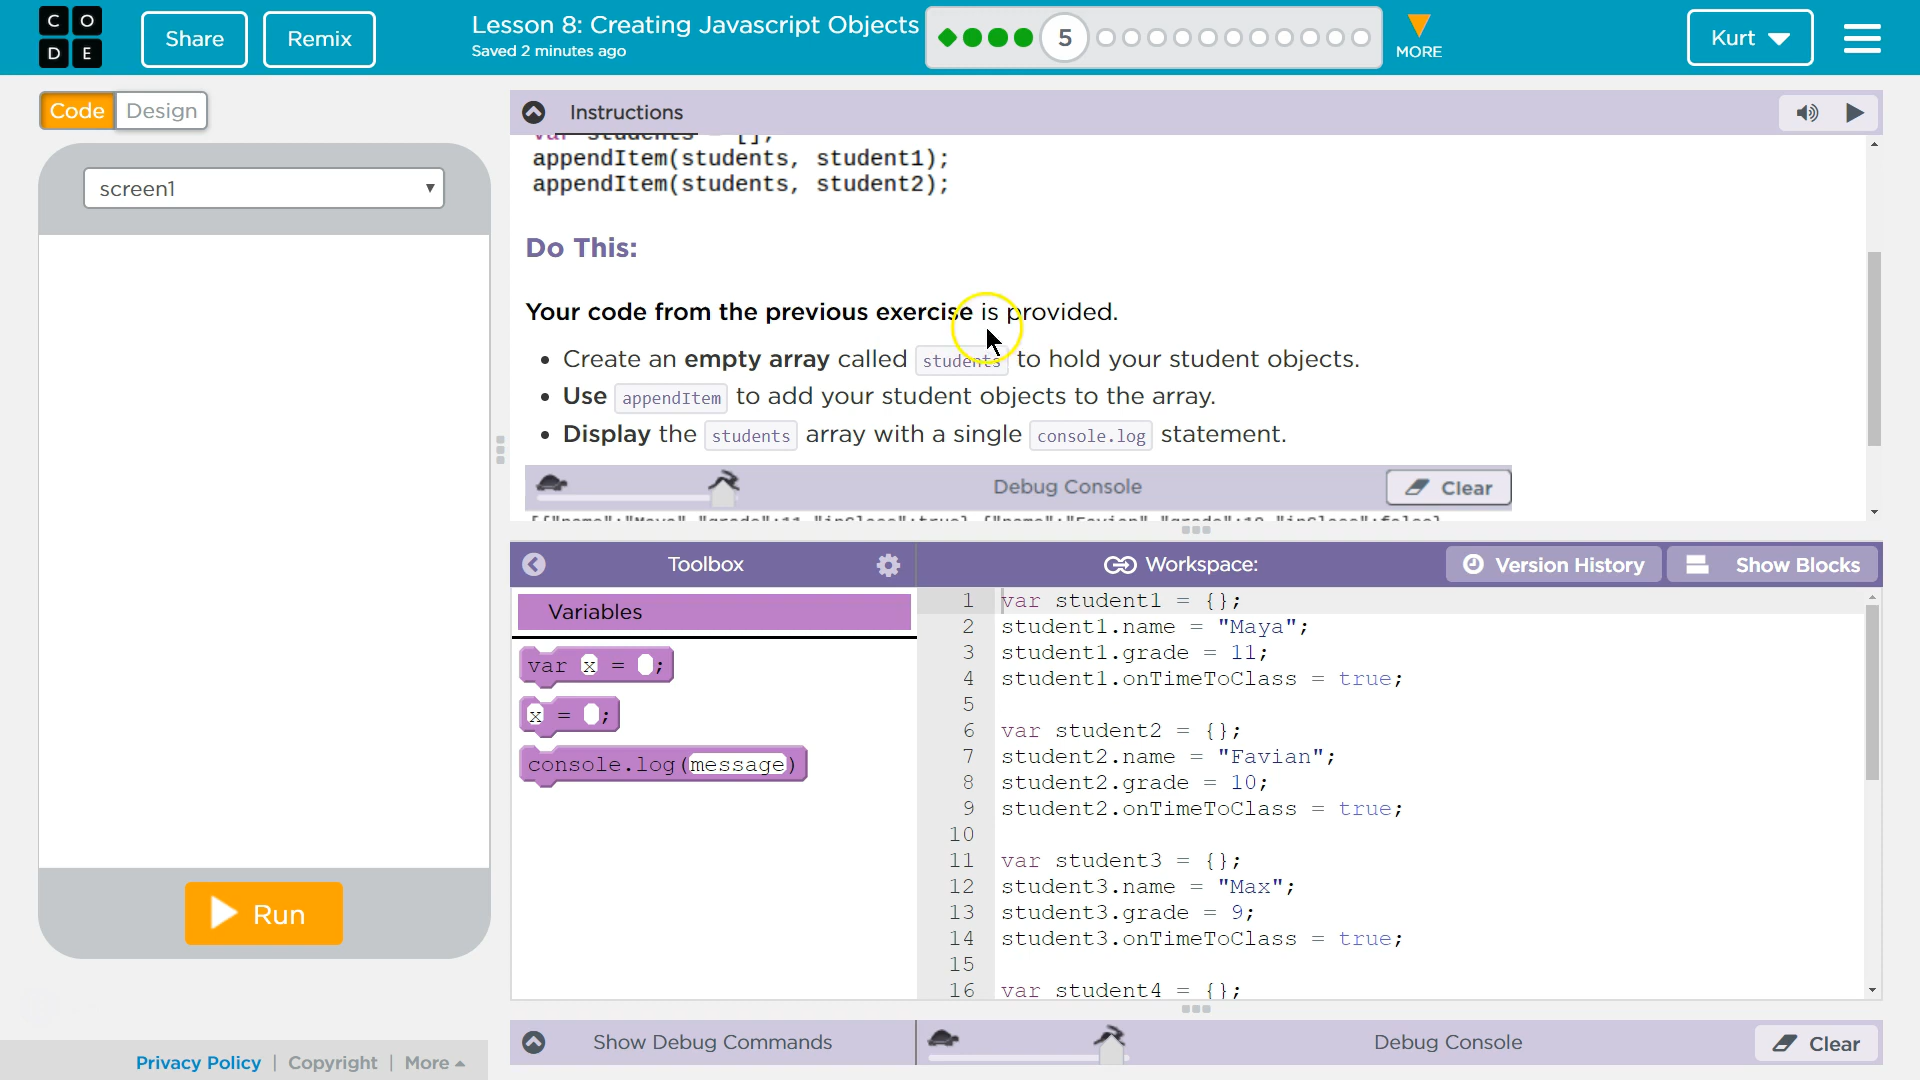 CODE
Share
Remix
Lesson 8: Creating Javascript Objects
Saved 2 minutes ago
5
MORE
Kurt
Code
Design
Instructions
screen1
var students = [];
appendItem(students, student1);
appendItem(students, student2);
Do This:
Your code from the previous exercise is provided.
Create an empty array called students to hold your student objects.
Use appendItem to add your student objects to the array.
Display the students array with a single console.log statement.
Debug Console
Clear
Toolbox
Workspace:
Version History
Show Blocks
Variables
var x = ;
x = ;
console.log(message)
1 var student1 = {};
2 student1.name = "Maya";
3 student1.grade = 11;
4 student1.onTimeToClass = true;
5
6 var student2 = {};
7 student2.name = "Favian";
8 student2.grade = 10;
9 student2.onTimeToClass = true;
10
11 var student3 = {};
12 student3.name = "Max";
13 student3.grade = 9;
14 student3.onTimeToClass = true;
15
16 var student4 = {};
Run
Show Debug Commands
Debug Console
Clear
Privacy Policy | Copyright | More